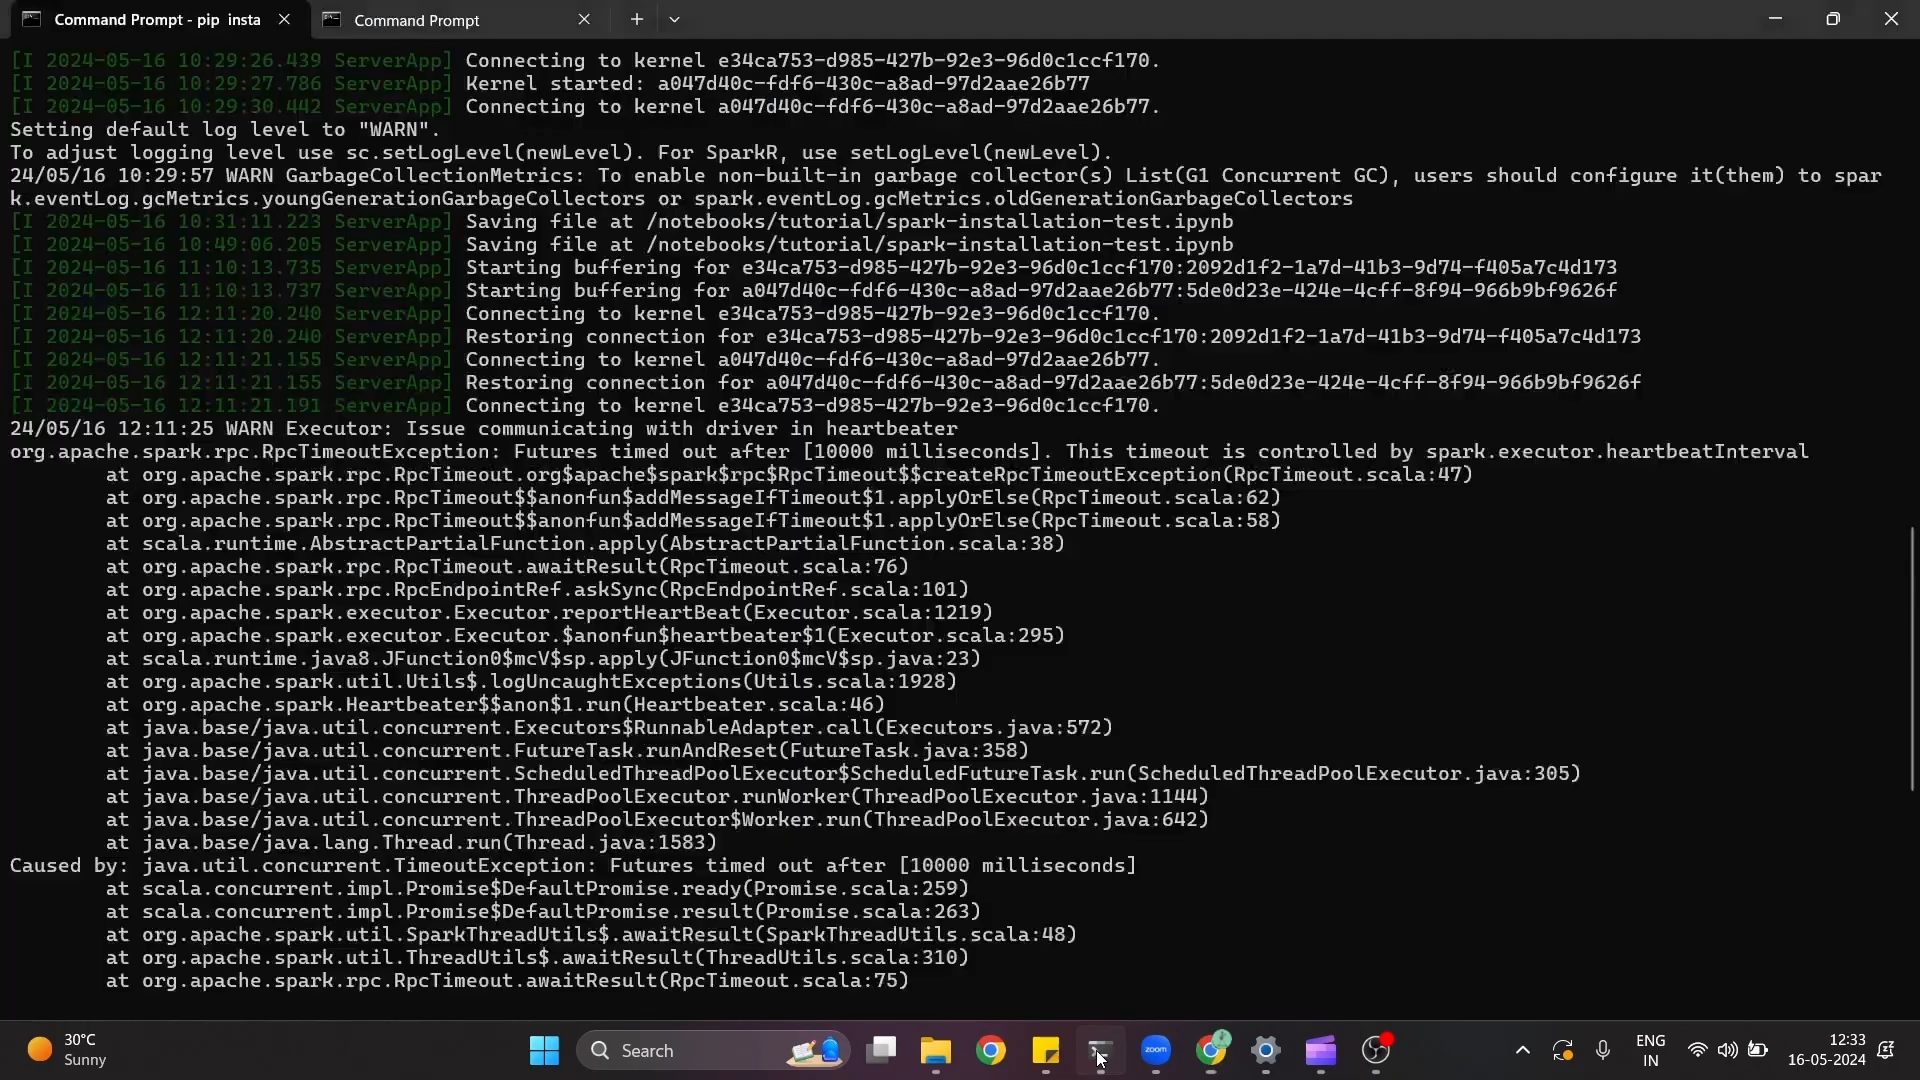 Command Prompt - pip insta
Command Prompt
[I 2024-05-16 10:29:26.439 ServerApp] Connecting to kernel e34ca753-d985-427b-92e3-96d0c1ccf170.
[I 2024-05-16 10:29:27.786 ServerApp] Kernel started: a047d40c-fdf6-430c-a8ad-97d2aae26b77
[I 2024-05-16 10:29:30.442 ServerApp] Connecting to kernel a047d40c-fdf6-430c-a8ad-97d2aae26b77.
Setting default log level to "WARN".
To adjust logging level use sc.setLogLevel(newLevel). For SparkR, use setLogLevel(newLevel).
24/05/16 10:29:57 WARN GarbageCollectionMetrics: To enable non-built-in garbage collector(s) List(G1 Concurrent GC), users should configure it(them) to spar
k.eventLog.gcMetrics.youngGenerationGarbageCollectors or spark.eventLog.gcMetrics.oldGenerationGarbageCollectors
[I 2024-05-16 10:31:11.223 ServerApp] Saving file at /notebooks/tutorial/spark-installation-test.ipynb
[I 2024-05-16 10:49:06.205 ServerApp] Saving file at /notebooks/tutorial/spark-installation-test.ipynb
[I 2024-05-16 11:10:13.735 ServerApp] Starting buffering for e34ca753-d985-427b-92e3-96d0c1ccf170:2092d1f2-1a7d-41b3-9d74-f405a7c4d173
[I 2024-05-16 11:10:13.737 ServerApp] Starting buffering for a047d40c-fdf6-430c-a8ad-97d2aae26b77:5de0d23e-424e-4cff-8f94-966b9bf9626f
[I 2024-05-16 12:11:20.240 ServerApp] Connecting to kernel e34ca753-d985-427b-92e3-96d0c1ccf170.
[I 2024-05-16 12:11:20.240 ServerApp] Restoring connection for e34ca753-d985-427b-92e3-96d0c1ccf170:2092d1f2-1a7d-41b3-9d74-f405a7c4d173
[I 2024-05-16 12:11:21.155 ServerApp] Connecting to kernel a047d40c-fdf6-430c-a8ad-97d2aae26b77.
[I 2024-05-16 12:11:21.155 ServerApp] Restoring connection for a047d40c-fdf6-430c-a8ad-97d2aae26b77:5de0d23e-424e-4cff-8f94-966b9bf9626f
[I 2024-05-16 12:11:21.191 ServerApp] Connecting to kernel e34ca753-d985-427b-92e3-96d0c1ccf170.
24/05/16 12:11:25 WARN Executor: Issue communicating with driver in heartbeater
org.apache.spark.rpc.RpcTimeoutException: Futures timed out after [10000 milliseconds]. This timeout is controlled by spark.executor.heartbeatInterval
at org.apache.spark.rpc.RpcTimeout.org$apache$spark$rpc$RpcTimeout$$createRpcTimeoutException(RpcTimeout.scala:47)
at org.apache.spark.rpc.RpcTimeout$$anonfun$addMessageIfTimeout$1.applyOrElse(RpcTimeout.scala:62)
at org.apache.spark.rpc.RpcTimeout$$anonfun$addMessageIfTimeout$1.applyOrElse(RpcTimeout.scala:58)
at scala.runtime.AbstractPartialFunction.apply(AbstractPartialFunction.scala:38)
at org.apache.spark.rpc.RpcTimeout.awaitResult(RpcTimeout.scala:76)
at org.apache.spark.rpc.RpcEndpointRef.askSync(RpcEndpointRef.scala:101)
at org.apache.spark.executor.Executor.reportHeartBeat(Executor.scala:1219)
at org.apache.spark.executor.Executor.$anonfun$heartbeater$1(Executor.scala:295)
at scala.runtime.java8.JFunction0$mcV$sp.apply(JFunction0$mcV$sp.java:23)
at org.apache.spark.util.Utils$.logUncaughtExceptions(Utils.scala:1928)
at org.apache.spark.Heartbeater$$anon$1.run(Heartbeater.scala:46)
at java.base/java.util.concurrent.Executors$RunnableAdapter.call(Executors.java:572)
at java.base/java.util.concurrent.FutureTask.runAndReset(FutureTask.java:358)
at java.base/java.util.concurrent.ScheduledThreadPoolExecutor$ScheduledFutureTask.run(ScheduledThreadPoolExecutor.java:305)
at java.base/java.util.concurrent.ThreadPoolExecutor.runWorker(ThreadPoolExecutor.java:1144)
at java.base/java.util.concurrent.ThreadPoolExecutor$Worker.run(ThreadPoolExecutor.java:642)
at java.base/java.lang.Thread.run(Thread.java:1583)
Caused by: java.util.concurrent.TimeoutException: Futures timed out after [10000 milliseconds]
at scala.concurrent.impl.Promise$DefaultPromise.ready(Promise.scala:259)
at scala.concurrent.impl.Promise$DefaultPromise.result(Promise.scala:263)
at org.apache.spark.util.SparkThreadUtils$.awaitResult(SparkThreadUtils.scala:48)
at org.apache.spark.util.ThreadUtils$.awaitResult(ThreadUtils.scala:310)
at org.apache.spark.rpc.RpcTimeout.awaitResult(RpcTimeout.scala:75)
30°C
Sunny
Search
zoom
ENG
IN
12:33
16-05-2024